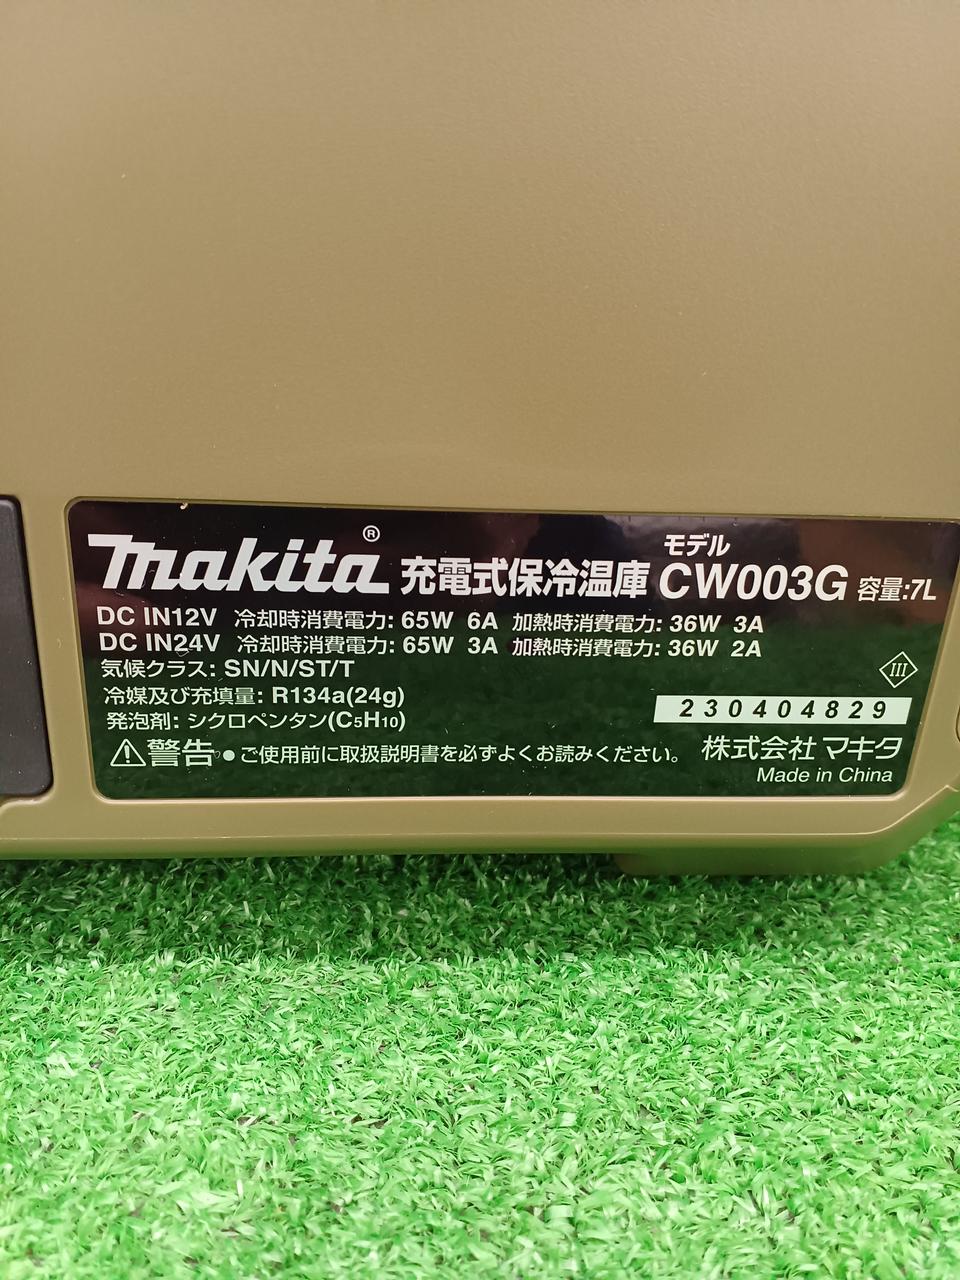 makita® 充電式保冷温庫 モデル CW003G 容量:7L
DC IN12V 冷却時消費電力: 65W 6A 加熱時消費電力: 36W 3A
DC IN24V 冷却時消費電力: 65W 3A 加熱時消費電力: 36W 2A
気候クラス: SN/N/ST/T
III
冷媒及び充填量: R134a(24g)
230404829
発泡剤: シクロペンタン(C5H10)
⚠警告 ●ご使用前に取扱説明書を必ずよくお読みください。 株式会社 マキタ
Made in China